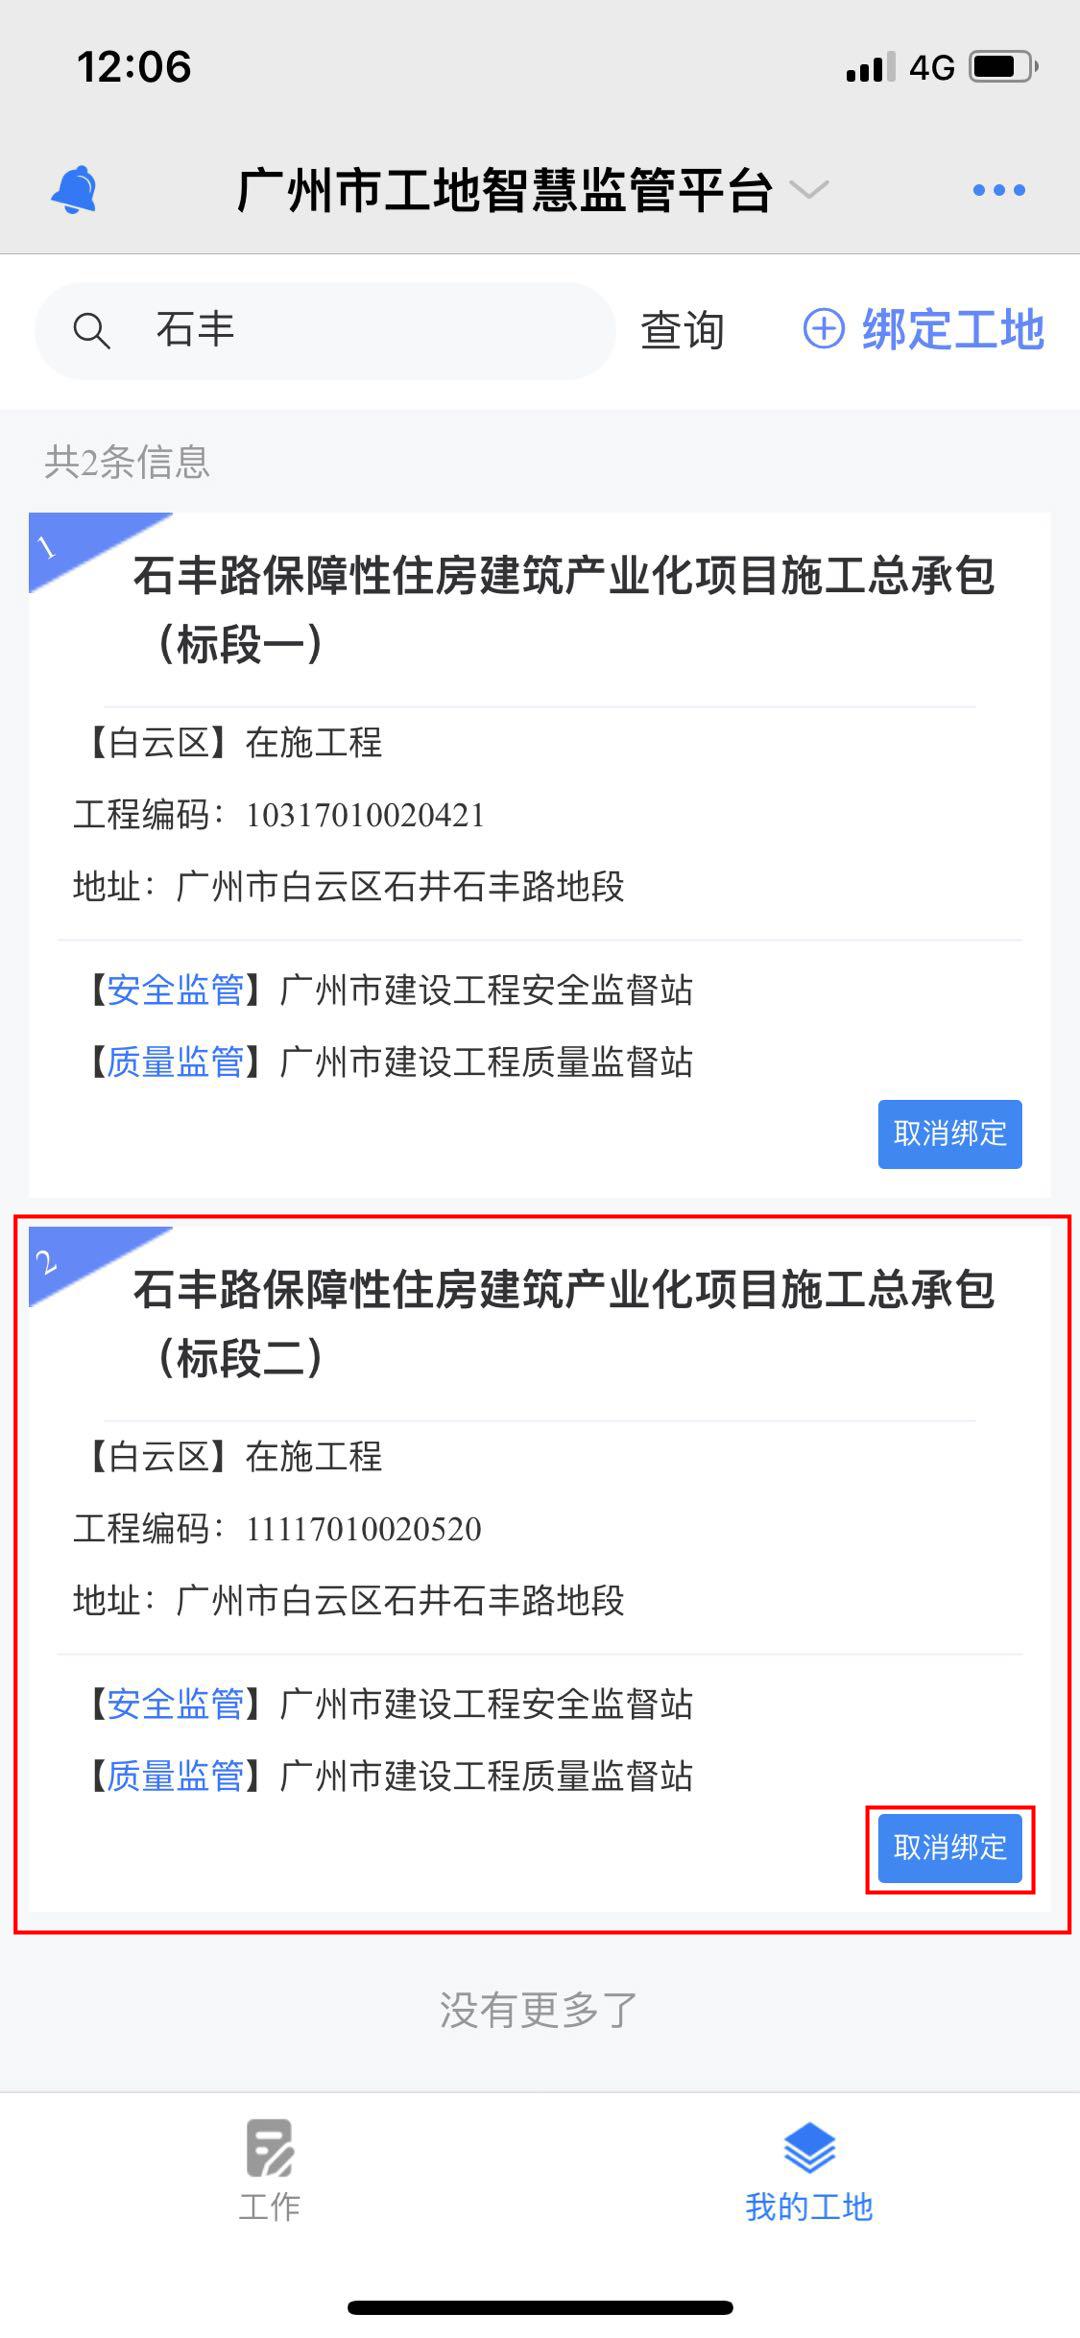 12:06
4G
广州市工地智慧监管平台
石丰
查询
绑定工地
共2条信息
1
石丰路保障性住房建筑产业化项目施工总承包
（标段一）
【白云区】在施工程
工程编码：10317010020421
地址：广州市白云区石井石丰路地段
【安全监管】广州市建设工程安全监督站
【质量监管】广州市建设工程质量监督站
取消绑定
2
石丰路保障性住房建筑产业化项目施工总承包
（标段二）
【白云区】在施工程
工程编码：11117010020520
地址：广州市白云区石井石丰路地段
【安全监管】广州市建设工程安全监督站
【质量监管】广州市建设工程质量监督站
取消绑定
没有更多了
工作
我的工地